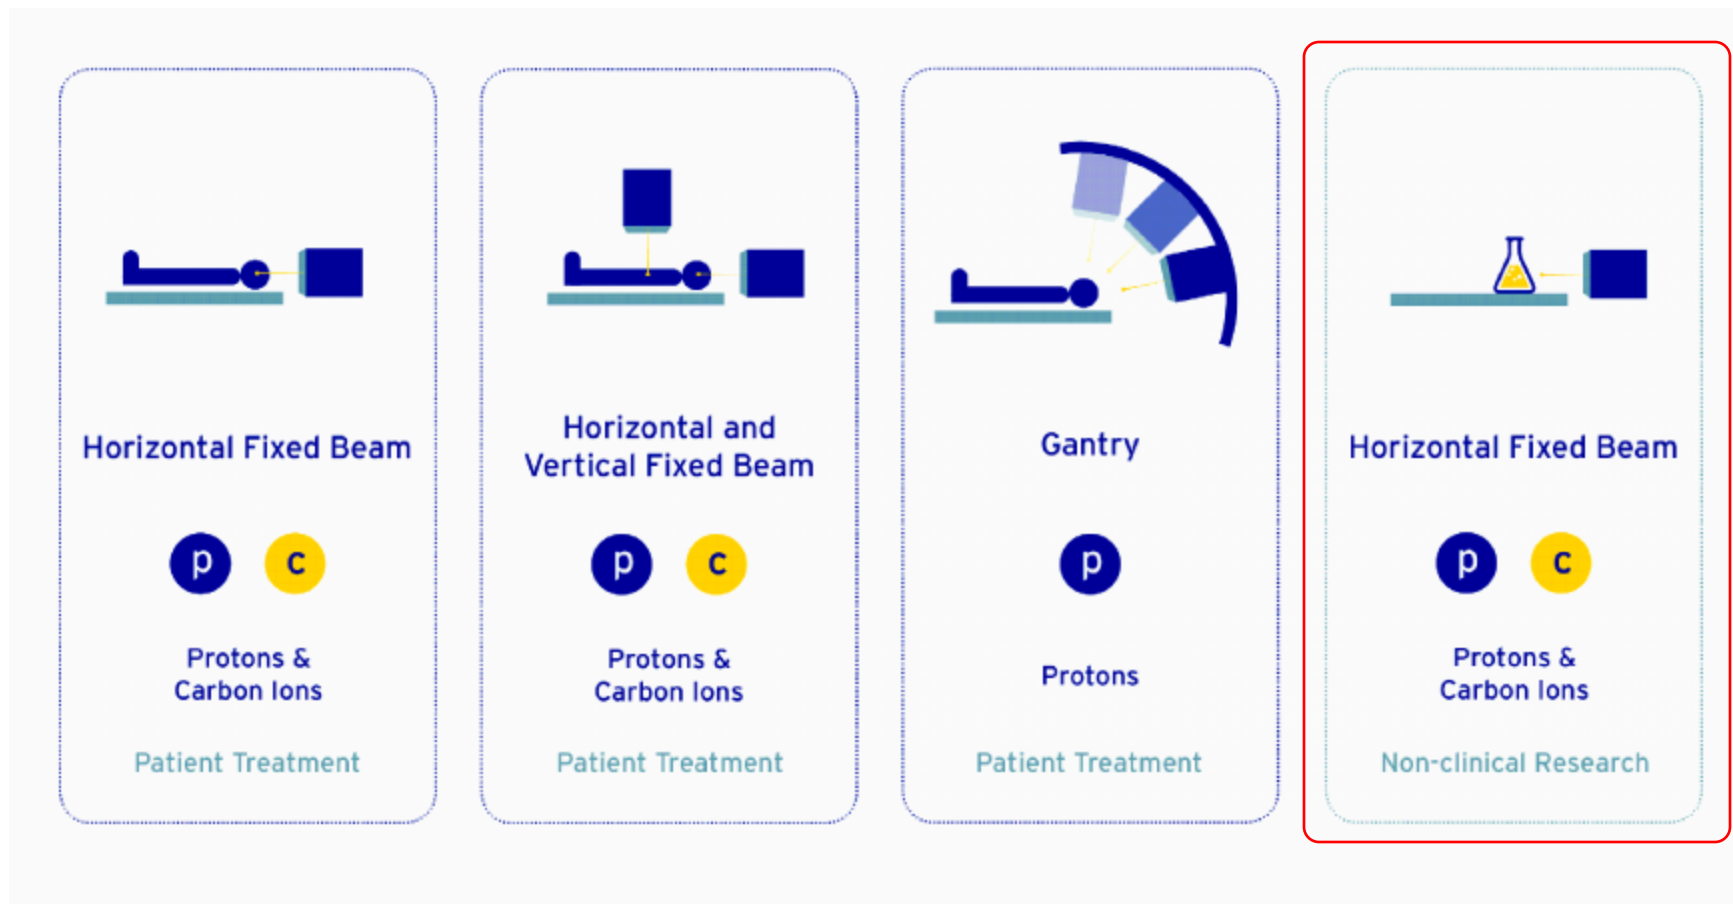 Horizontal Fixed Beam
p c
Protons &
Carbon Ions
Patient Treatment
Horizontal and
Vertical Fixed Beam
p c
Protons &
Carbon Ions
Patient Treatment
Gantry
p
Protons
Patient Treatment
Horizontal Fixed Beam
p c
Protons &
Carbon Ions
Non-clinical Research